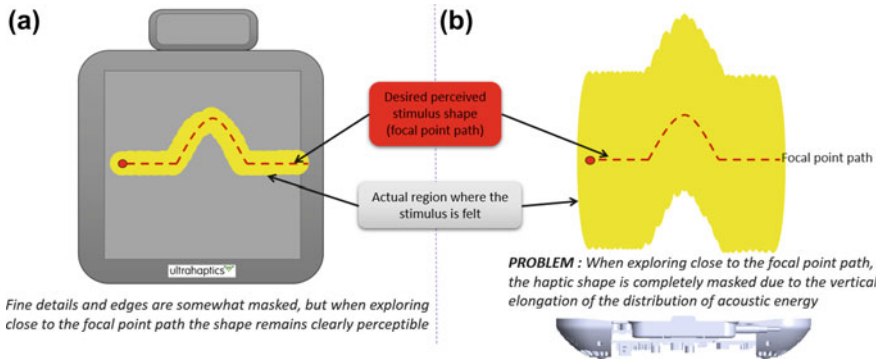 (a)
Desired perceived
stimulus shape
(focal point path)
Actual region where the
stimulus is felt
ultrahaptics
Fine details and edges are somewhat masked, but when exploring
close to the focal point path the shape remains clearly perceptible
(b)
Focal point path
PROBLEM : When exploring close to the focal point path,
the haptic shape is completely masked due to the vertical
elongation of the distribution of acoustic energy